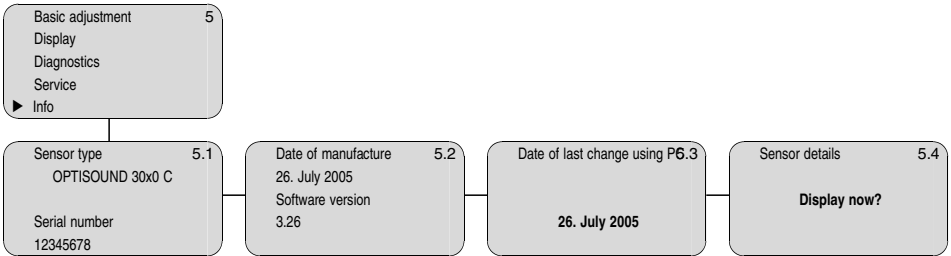 Basic adjustment 5
Display
Diagnostics
Service
▶ Info
Sensor type 5.1
OPTISOUND 30x0 C
Serial number
12345678
Date of manufacture 5.2
26. July 2005
Software version
3.26
Date of last change using PC 5.3
26. July 2005
Sensor details 5.4
Display now?